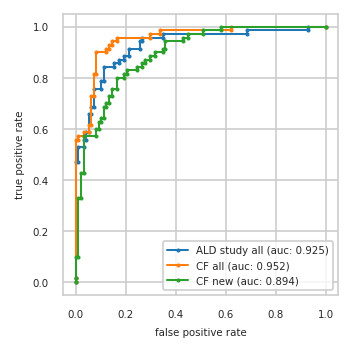 1.0
0.8
0.6
0.4
0.2
0.0
true positive rate
ALD study all (auc: 0.925)
CF all (auc: 0.952)
CF new (auc: 0.894)
0.0 0.2 0.4 0.6 0.8 1.0
false positive rate